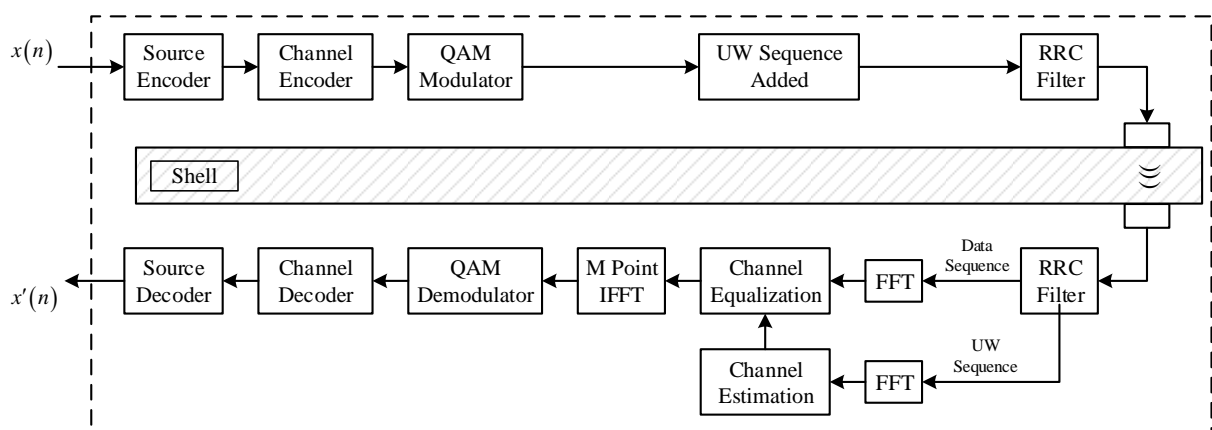 x(n)
Source
Encoder
Channel
Encoder
QAM
Modulator
UW Sequence
Added
RRC
Filter
Shell
x′(n)
Source
Decoder
Channel
Decoder
QAM
Demodulator
M Point
IFFT
Channel
Equalization
FFT
Data
Sequence
RRC
Filter
Channel
Estimation
FFT
UW
Sequence